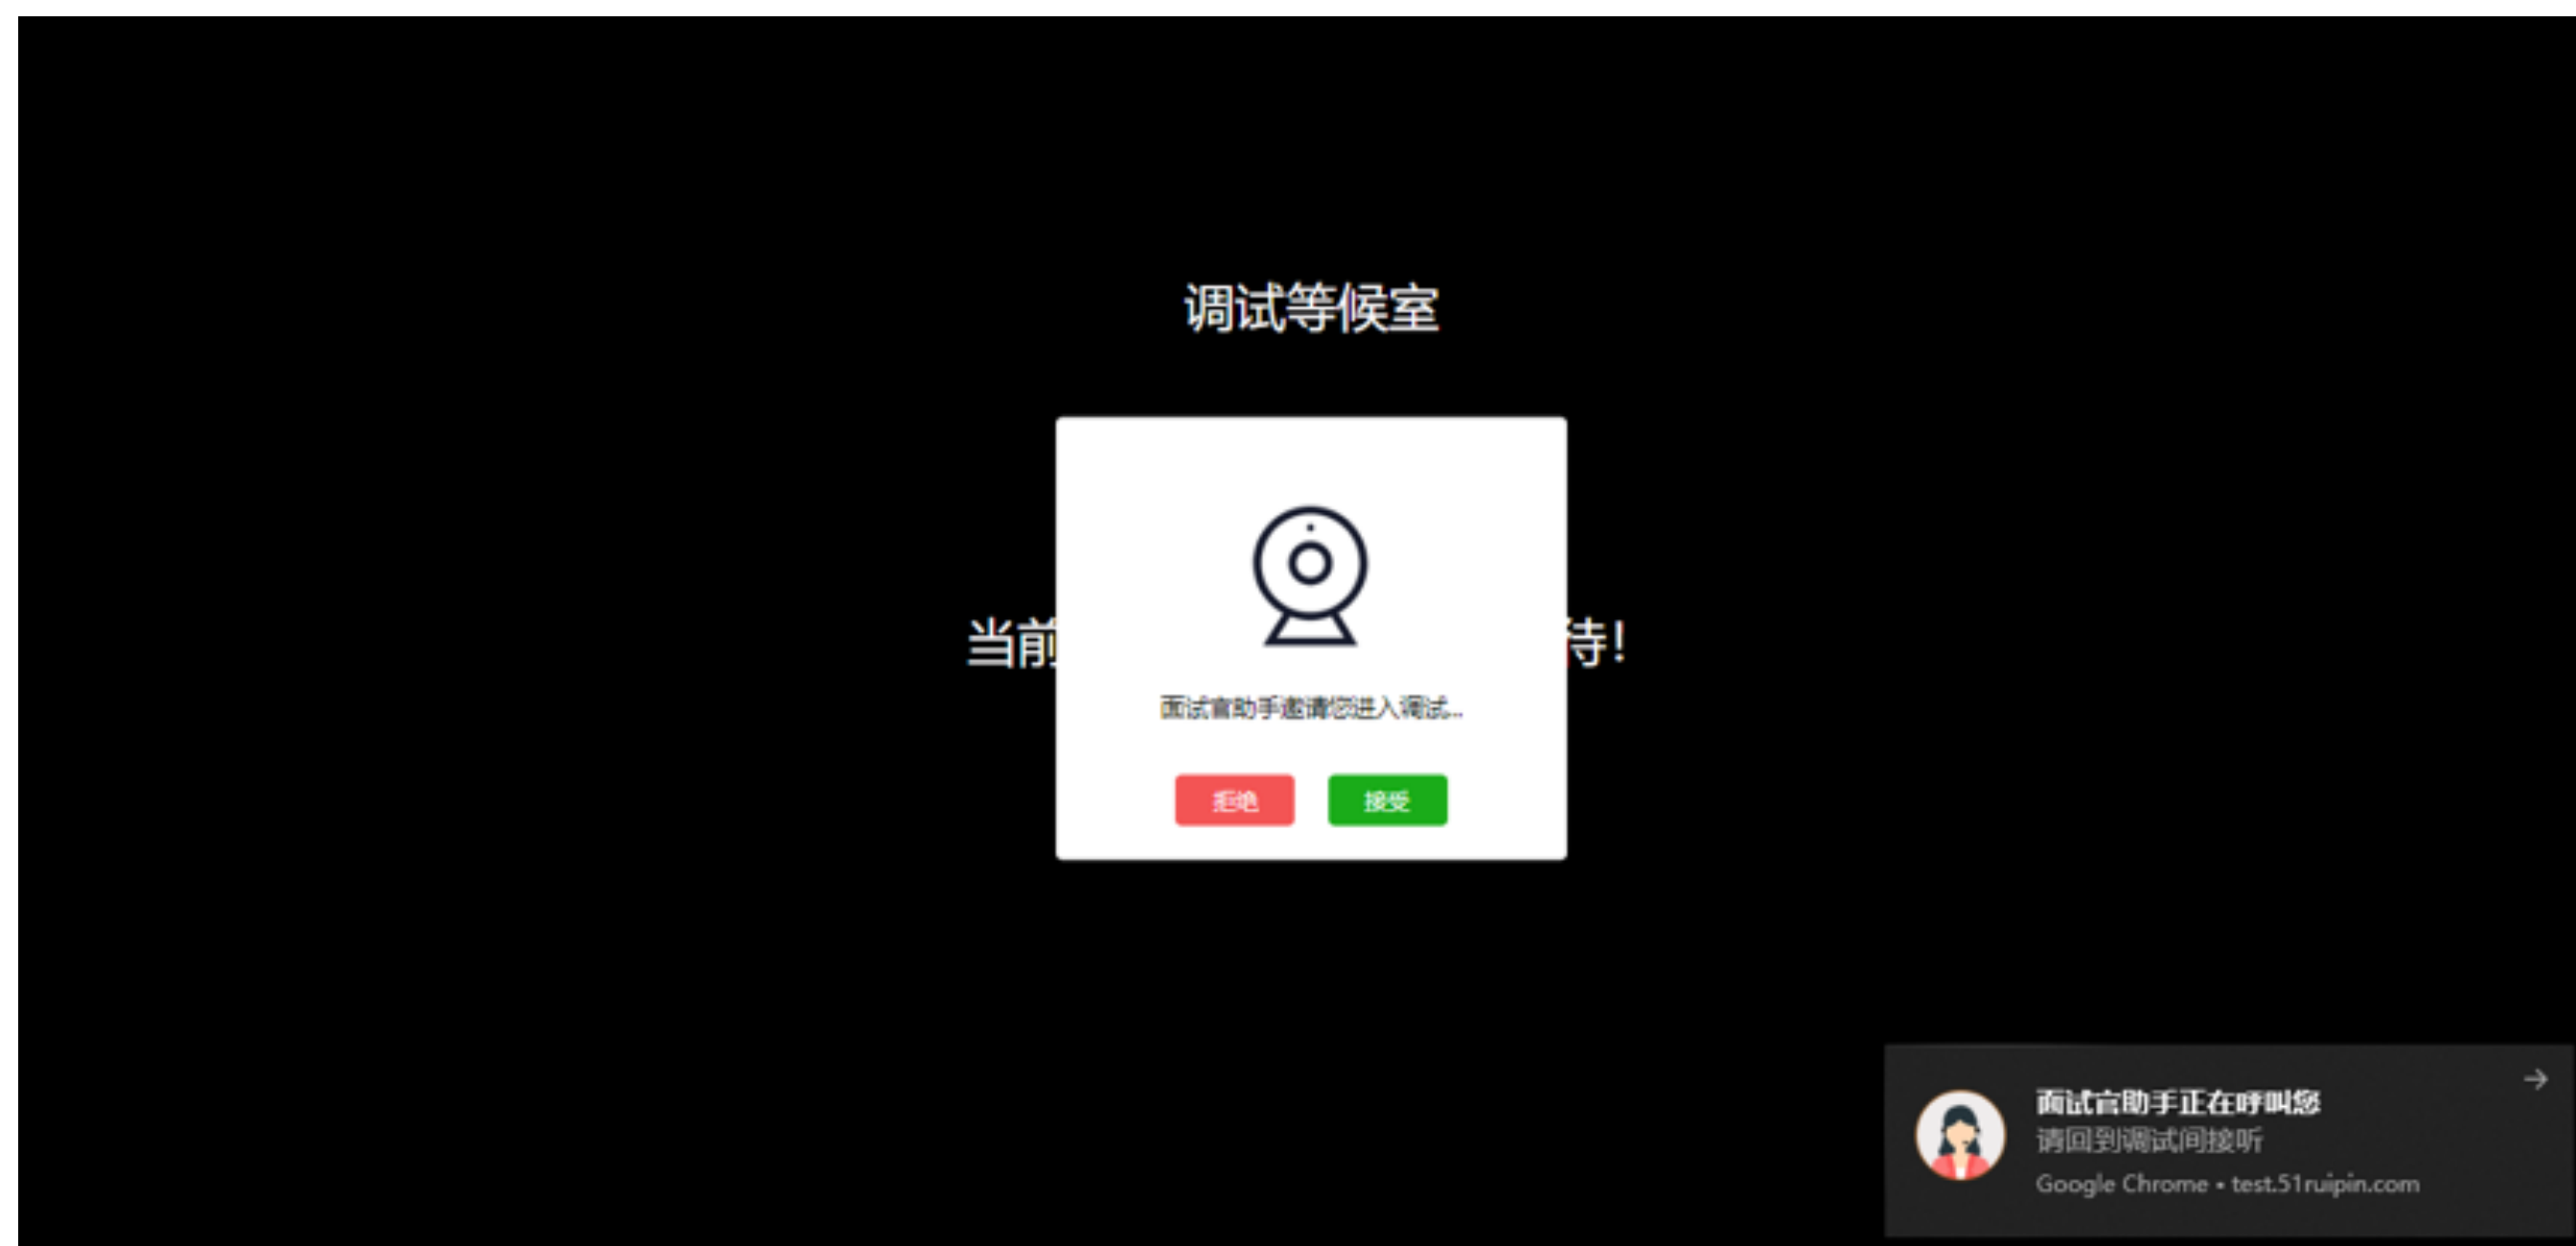 调试等候室
当前
待！
面试官助手邀请您进入调试...
拒绝
接受
面试官助手正在呼叫您
请回到调试间接听
Google Chrome • test.51ruipin.com